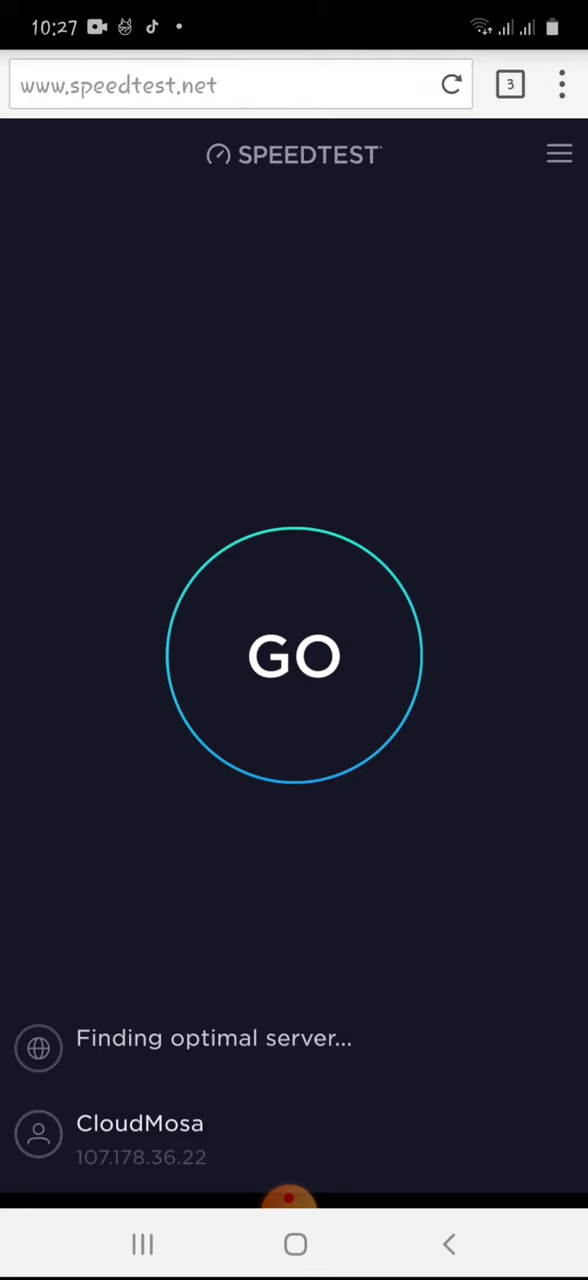 10:27
www.speedtest.net
3
SPEEDTEST
GO
Finding optimal server...
CloudMosa
107.178.36.22